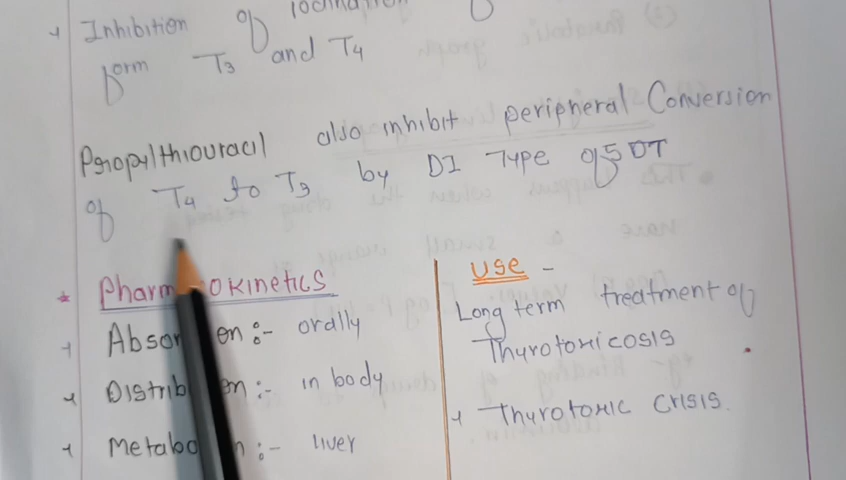 Inhibition of iodination
form T3 and T4
Propylthiouracil also inhibit peripheral Conversion
of T4 to T3 by DI Type of 5 DT
Pharm okinetics
Absor on :- orally
Distrib on :- in body
Metabo n :- liver
USE -
Long term treatment of
Thyrotoxicosis
Thyrotoxic Crisis.